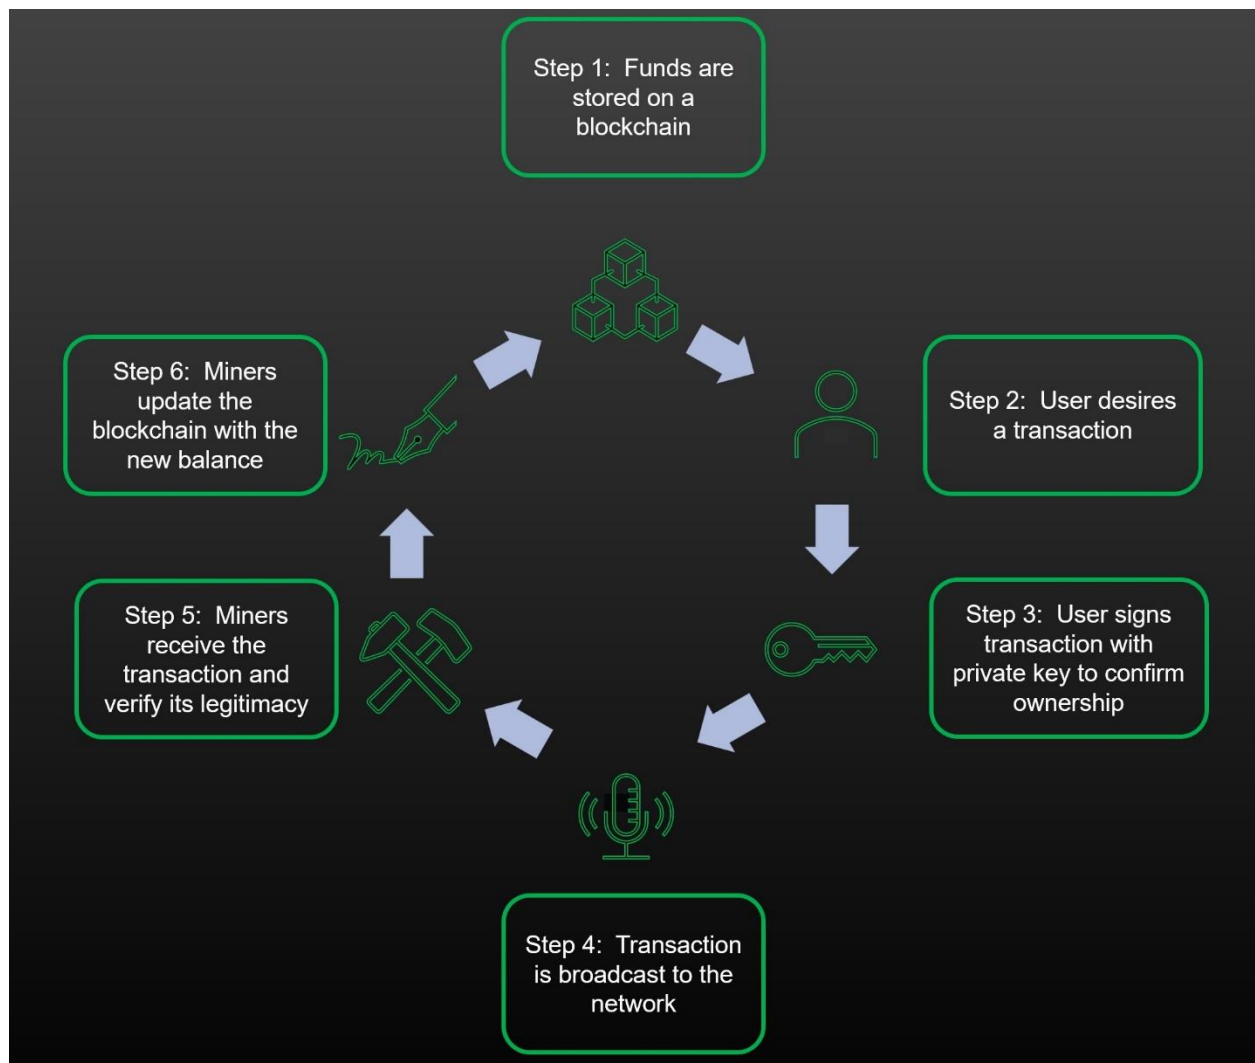 Step 1:  Funds are
stored on a
blockchain
Step 2:  User desires
a transaction
Step 3:  User signs
transaction with
private key to confirm
ownership
Step 4:  Transaction
is broadcast to the
network
Step 5:  Miners
receive the
transaction and
verify its legitimacy
Step 6:  Miners
update the
blockchain with the
new balance